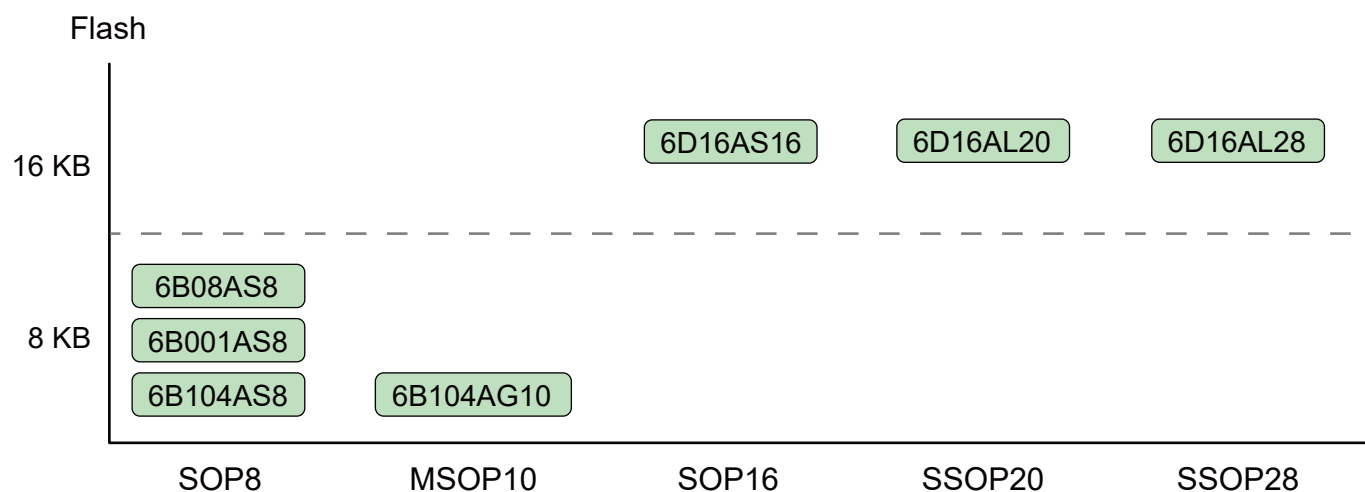 Flash
16 KB
6D16AS16
6D16AL20
6D16AL28
8 KB
6B08AS8
6B001AS8
6B104AS8
6B104AG10
SOP8
MSOP10
SOP16
SSOP20
SSOP28